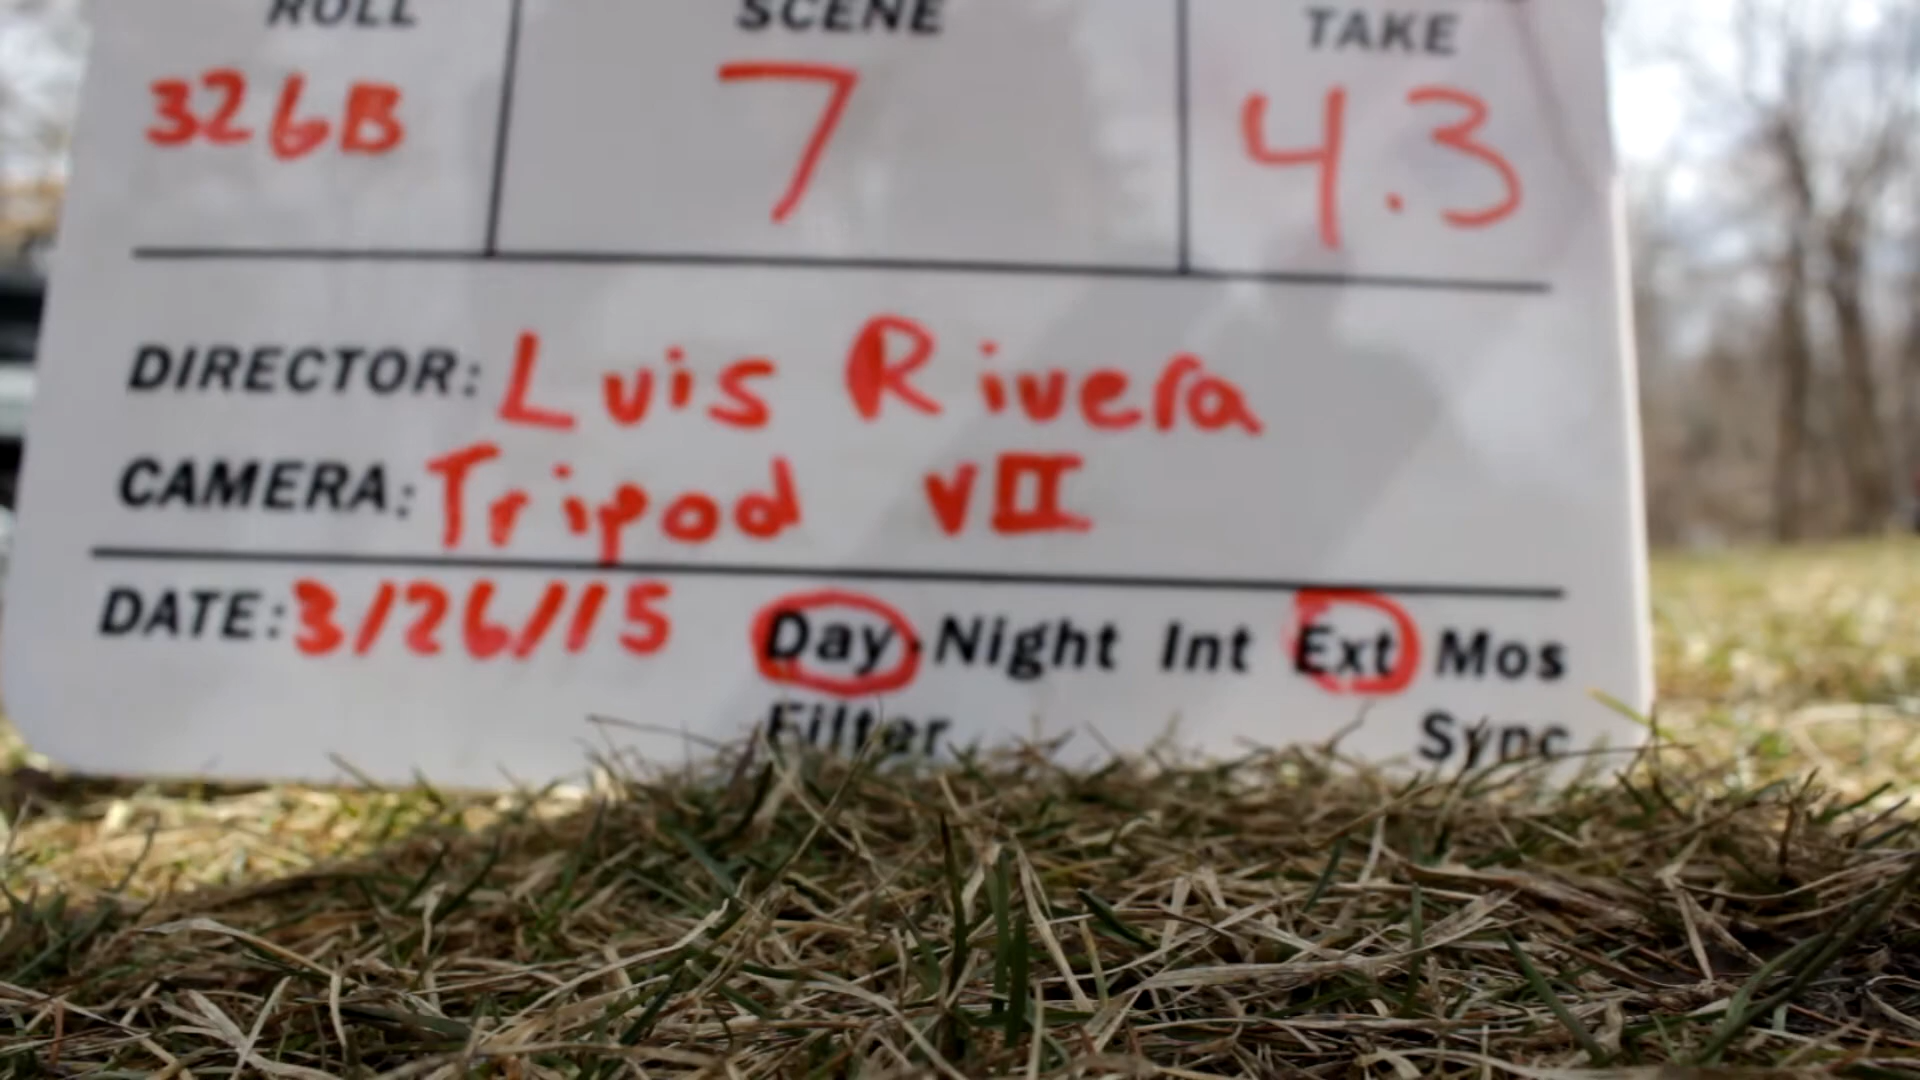 ROLL SCENE TAKE
326B 7 4.3
DIRECTOR: Luis Rivera
CAMERA: Tripod VII
DATE: 3/26/15 Day·Night Int Ext Mos
Filter Sync